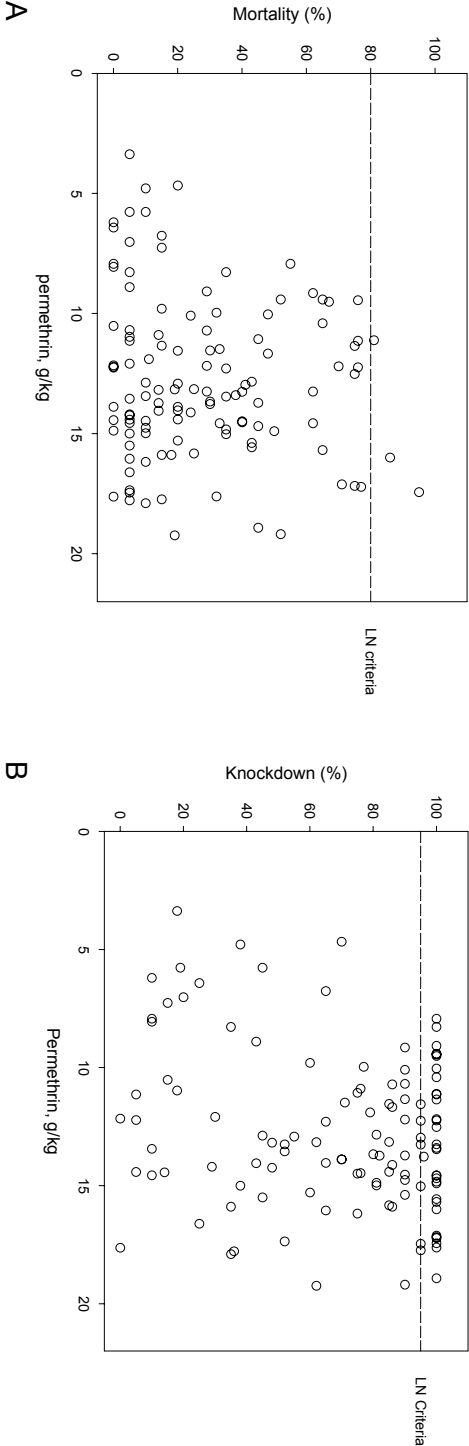 A
Mortality (%)
0
20
40
60
80
100
0
5
10
15
20
permethrin, g/kg
LN criteria
B
Knockdown (%)
0
20
40
60
80
100
0
5
10
15
20
Permethrin, g/kg
LN Criteria